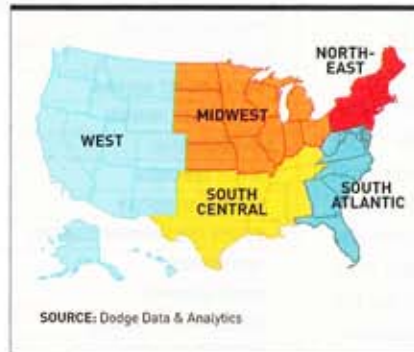 NORTH-
EAST
MIDWEST
WEST
SOUTH
CENTRAL
SOUTH
ATLANTIC
SOURCE: Dodge Data & Analytics